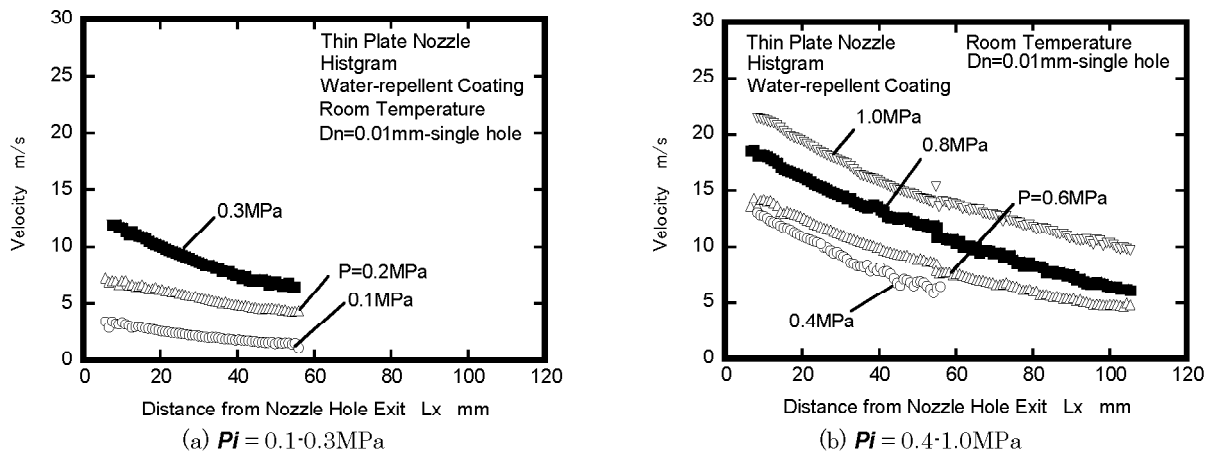 30
25
20
15
10
5
0
Velocity m/s
Thin Plate Nozzle
Histgram
Water-repellent Coating
Room Temperature
Dn=0.01mm-single hole
0.3MPa
P=0.2MPa
0.1MPa
0 20 40 60 80 100 120
Distance from Nozzle Hole Exit Lx mm
(a) Pi = 0.1-0.3MPa
30
25
20
15
10
5
0
Velocity m/s
Thin Plate Nozzle
Histgram
Water-repellent Coating
Room Temperature
Dn=0.01mm-single hole
1.0MPa
0.8MPa
P=0.6MPa
0.4MPa
0 20 40 60 80 100 120
Distance from Nozzle Hole Exit Lx mm
(b) Pi = 0.4-1.0MPa